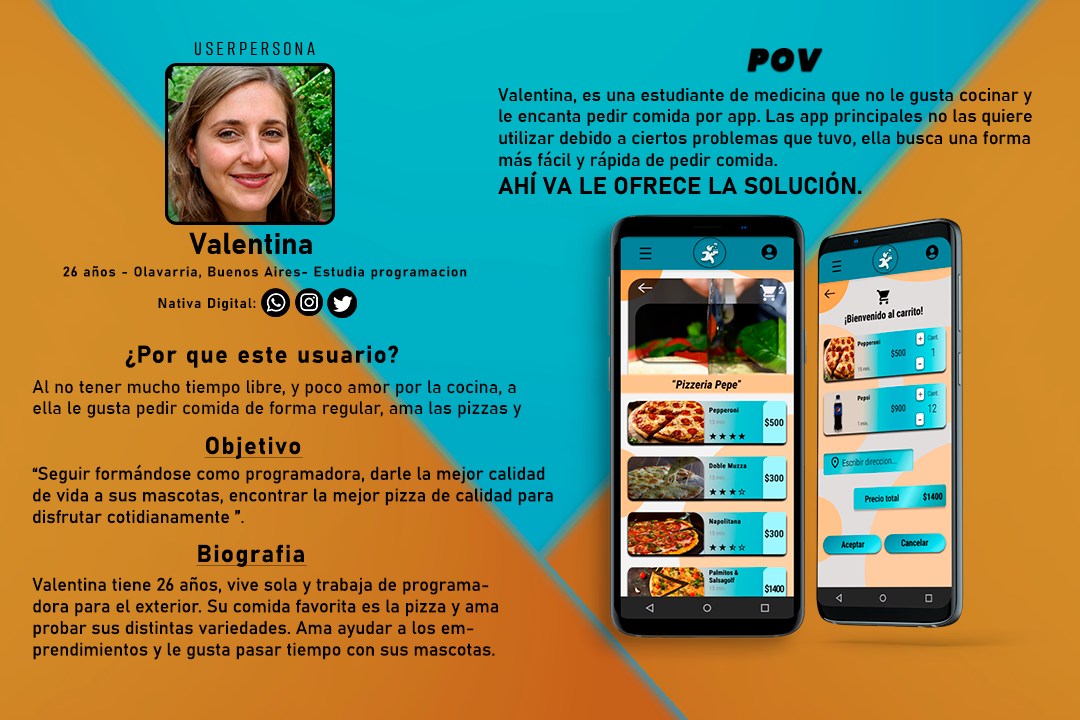 USERPERSONA
Valentina
26 años - Olavarria, Buenos Aires- Estudia programacion
Nativa Digital:
¿Por que este usuario?
Al no tener mucho tiempo libre, y poco amor por la cocina, a
ella le gusta pedir comida de forma regular, ama las pizzas y
Objetivo
“Seguir formándose como programadora, darle la mejor calidad
de vida a sus mascotas, encontrar la mejor pizza de calidad para
disfrutar cotidianamente ”.
Biografia
Valentina tiene 26 años, vive sola y trabaja de programa-
dora para el exterior. Su comida favorita es la pizza y ama
probar sus distintas variedades. Ama ayudar a los em-
prendimientos y le gusta pasar tiempo con sus mascotas.
POV
Valentina, es una estudiante de medicina que no le gusta cocinar y
le encanta pedir comida por app. Las app principales no las quiere
utilizar debido a ciertos problemas que tuvo, ella busca una forma
más fácil y rápida de pedir comida.
AHÍ VA LE OFRECE LA SOLUCIÓN.
2
"Pizzeria Pepe"
Pepperoni
$500
Doble Muzza
$300
Napolitana
$300
Palmitos &
Salsagolf
$1400
¡Bienvenido al carrito!
Pepperoni
Cant.
$500
1
Pepsi
Cant.
$900
12
Escribir direccion...
Precio total $1400
Aceptar
Cancelar